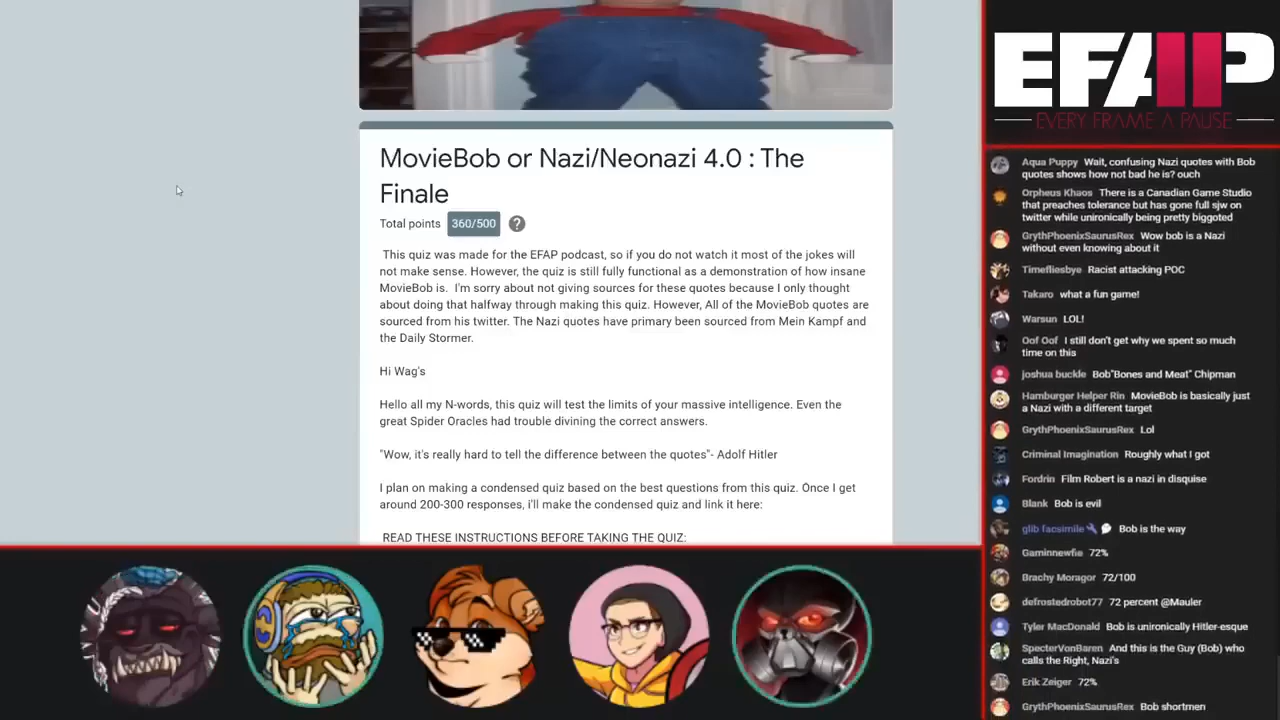 MovieBob or Nazi/Neonazi 4.0 : The
Finale
Total points 360/500 ?
This quiz was made for the EFAP podcast, so if you do not watch it most of the jokes will
not make sense. However, the quiz is still fully functional as a demonstration of how insane
MovieBob is. I'm sorry about not giving sources for these quotes because I only thought
about doing that halfway through making this quiz. However, All of the MovieBob quotes are
sourced from his twitter. The Nazi quotes have primary been sourced from Mein Kampf and
the Daily Stormer.
Hi Wag's
Hello all my N-words, this quiz will test the limits of your massive intelligence. Even the
great Spider Oracles had trouble divining the correct answers.
"Wow, it's really hard to tell the difference between the quotes"- Adolf Hitler
I plan on making a condensed quiz based on the best questions from this quiz. Once I get
around 200-300 responses, i'll make the condensed quiz and link it here:
READ THESE INSTRUCTIONS BEFORE TAKING THE QUIZ:
EFAP
EVERY FRAME A PAUSE
Aqua Puppy Wait, confusing Nazi quotes with Bob
quotes shows how not bad he is? ouch
Orpheus Khaos There is a Canadian Game Studio
that preaches tolerance but has gone full sjw on
twitter while unironically being pretty biggoted
GrythPhoenixSaurusRex Wow bob is a Nazi
without even knowing about it
Timefliesbye Racist attacking POC
Takaro what a fun game!
Warsun LOL!
Oof Oof I still don't get why we spent so much
time on this
joshua buckle Bob"Bones and Meat" Chipman
Hamburger Helper Rin MovieBob is basically just
a Nazi with a different target
GrythPhoenixSaurusRex Lol
Criminal Imagination Roughly what I got
Fordrin Film Robert is a nazi in disquise
Blank Bob is evil
glib facsimile Bob is the way
Gaminnewfie 72%
Brachy Moragor 72/100
defrostedrobot77 72 percent @Mauler
Tyler MacDonald Bob is unironically Hitler-esque
SpecterVonBaren And this is the Guy (Bob) who
calls the Right, Nazi's
Erik Zeiger 72%
GrythPhoenixSaurusRex Bob shortmen